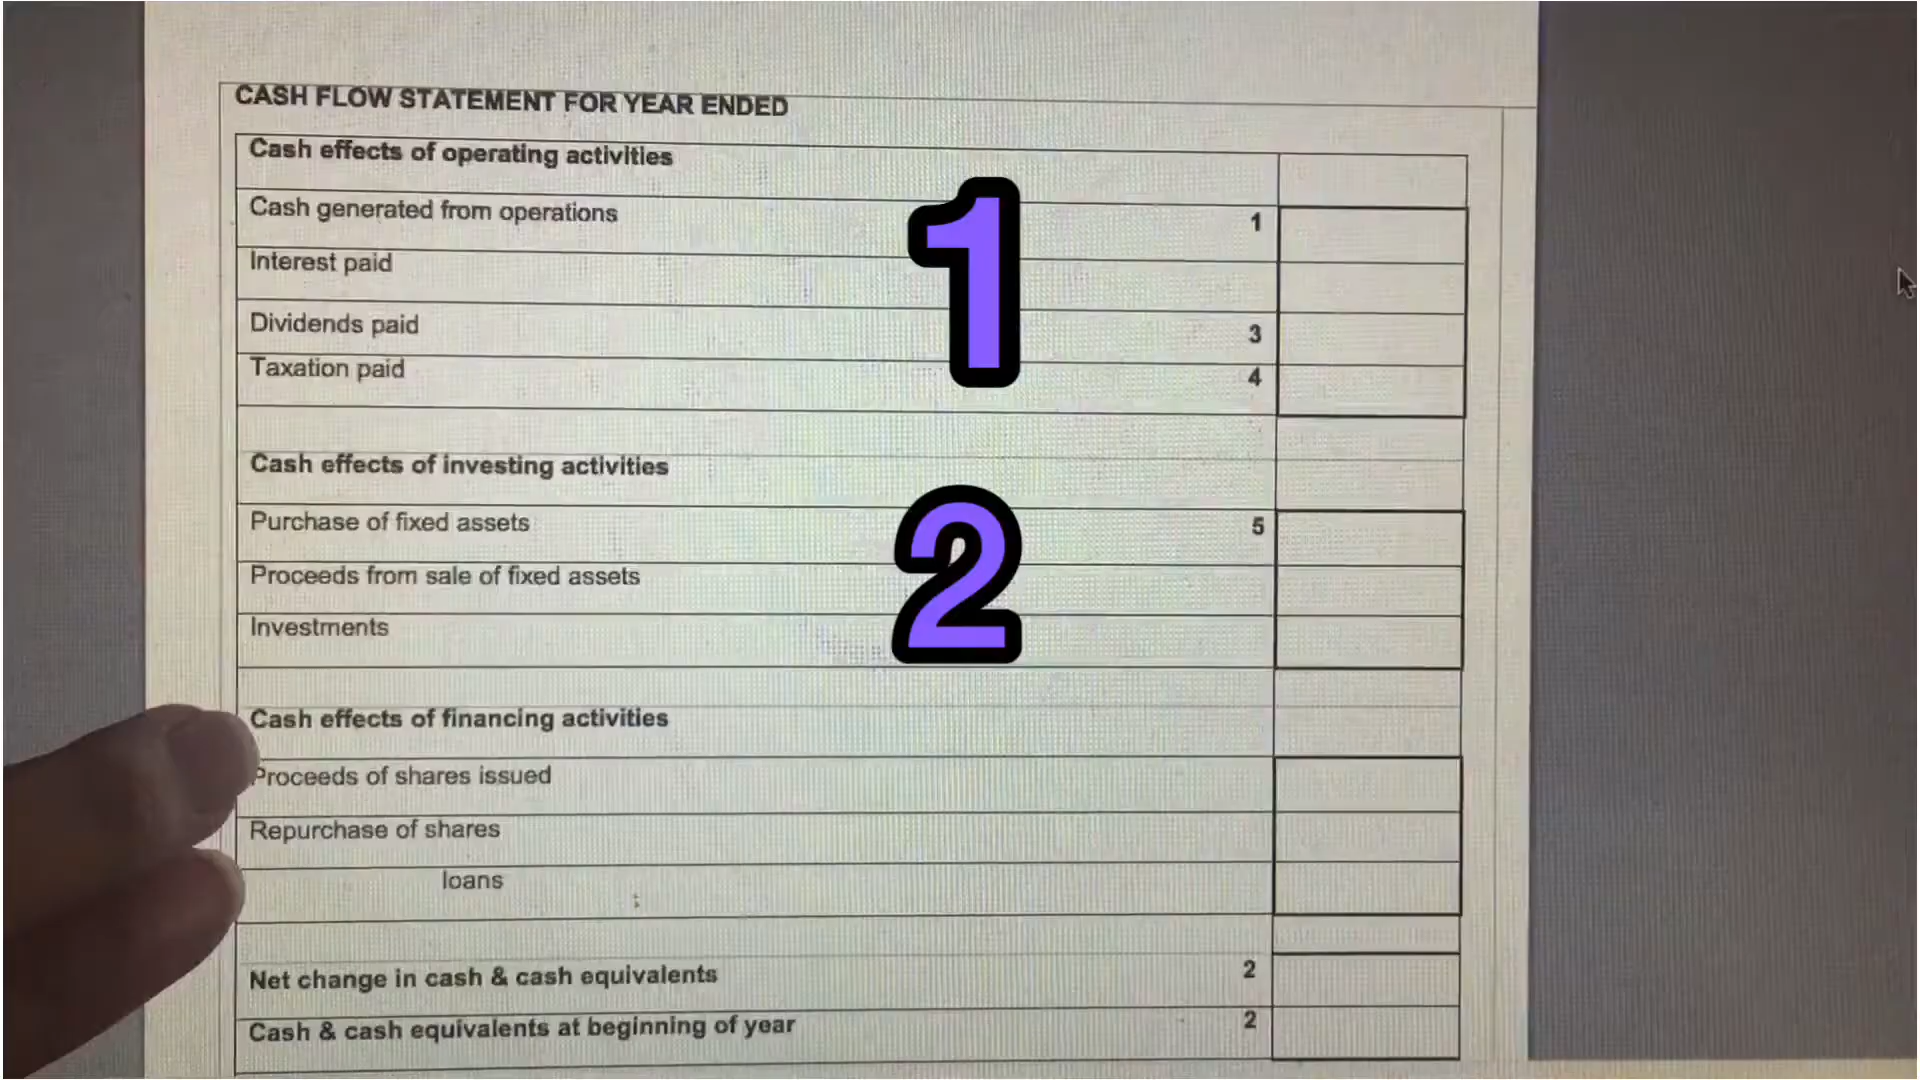 CASH FLOW STATEMENT FOR YEAR ENDED
Cash effects of operating activities
Cash generated from operations 1
Interest paid
Dividends paid 3
Taxation paid 4
1
Cash effects of investing activities
Purchase of fixed assets 5
Proceeds from sale of fixed assets
Investments
2
Cash effects of financing activities
Proceeds of shares issued
Repurchase of shares
loans
Net change in cash & cash equivalents 2
Cash & cash equivalents at beginning of year 2